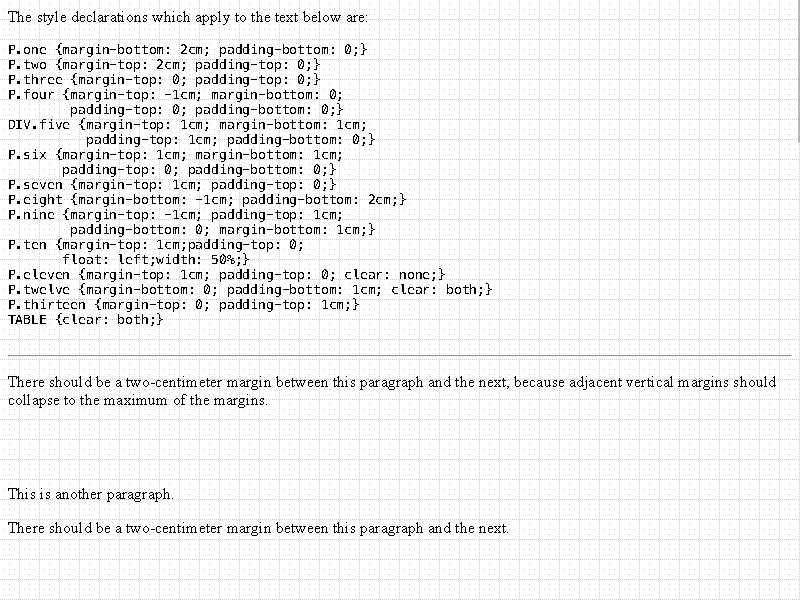 The style declarations which apply to the text below are:
P.one {margin-bottom: 2cm; padding-bottom: 0;}
P.two {margin-top: 2cm; padding-top: 0;}
P.three {margin-top: 0; padding-top: 0;}
P.four {margin-top: -1cm; margin-bottom: 0;
        padding-top: 0; padding-bottom: 0;}
DIV.five {margin-top: 1cm; margin-bottom: 1cm;
          padding-top: 1cm; padding-bottom: 0;}
P.six {margin-top: 1cm; margin-bottom: 1cm;
       padding-top: 0; padding-bottom: 0;}
P.seven {margin-top: 1cm; padding-top: 0;}
P.eight {margin-bottom: -1cm; padding-bottom: 2cm;}
P.nine {margin-top: -1cm; padding-top: 1cm;
        padding-bottom: 0; margin-bottom: 1cm;}
P.ten {margin-top: 1cm;padding-top: 0;
       float: left;width: 50%;}
P.eleven {margin-top: 1cm; padding-top: 0; clear: none;}
P.twelve {margin-bottom: 0; padding-bottom: 1cm; clear: both;}
P.thirteen {margin-top: 0; padding-top: 1cm;}
TABLE {clear: both;}
There should be a two-centimeter margin between this paragraph and the next, because adjacent vertical margins should
collapse to the maximum of the margins.
This is another paragraph.
There should be a two-centimeter margin between this paragraph and the next.